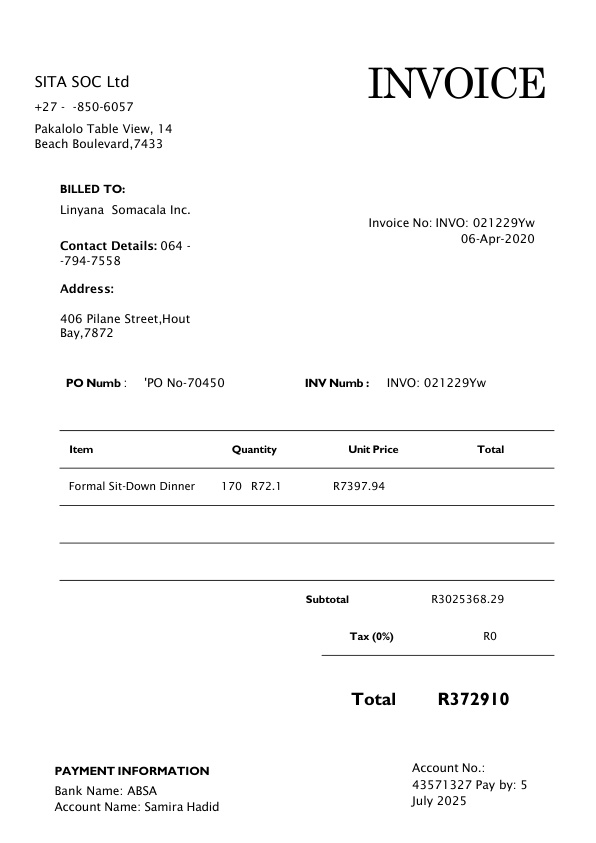 SITA SOC Ltd
INVOICE
+27 -  -850-6057
Pakalolo Table View, 14
Beach Boulevard,7433
BILLED TO:
Linyana  Somacala Inc.
Invoice No: INVO: 021229Yw
06-Apr-2020
Contact Details: 064 -
-794-7558
Address:
406 Pilane Street,Hout
Bay,7872
PO Numb :   'PO No-70450   INV Numb :   INVO: 021229Yw
Item   Quantity   Unit Price   Total
Formal Sit-Down Dinner   170   R72.1   R7397.94
Subtotal   R3025368.29
Tax (0%)   R0
Total   R372910
PAYMENT INFORMATION
Bank Name: ABSA
Account Name: Samira Hadid
Account No.:
43571327 Pay by: 5
July 2025